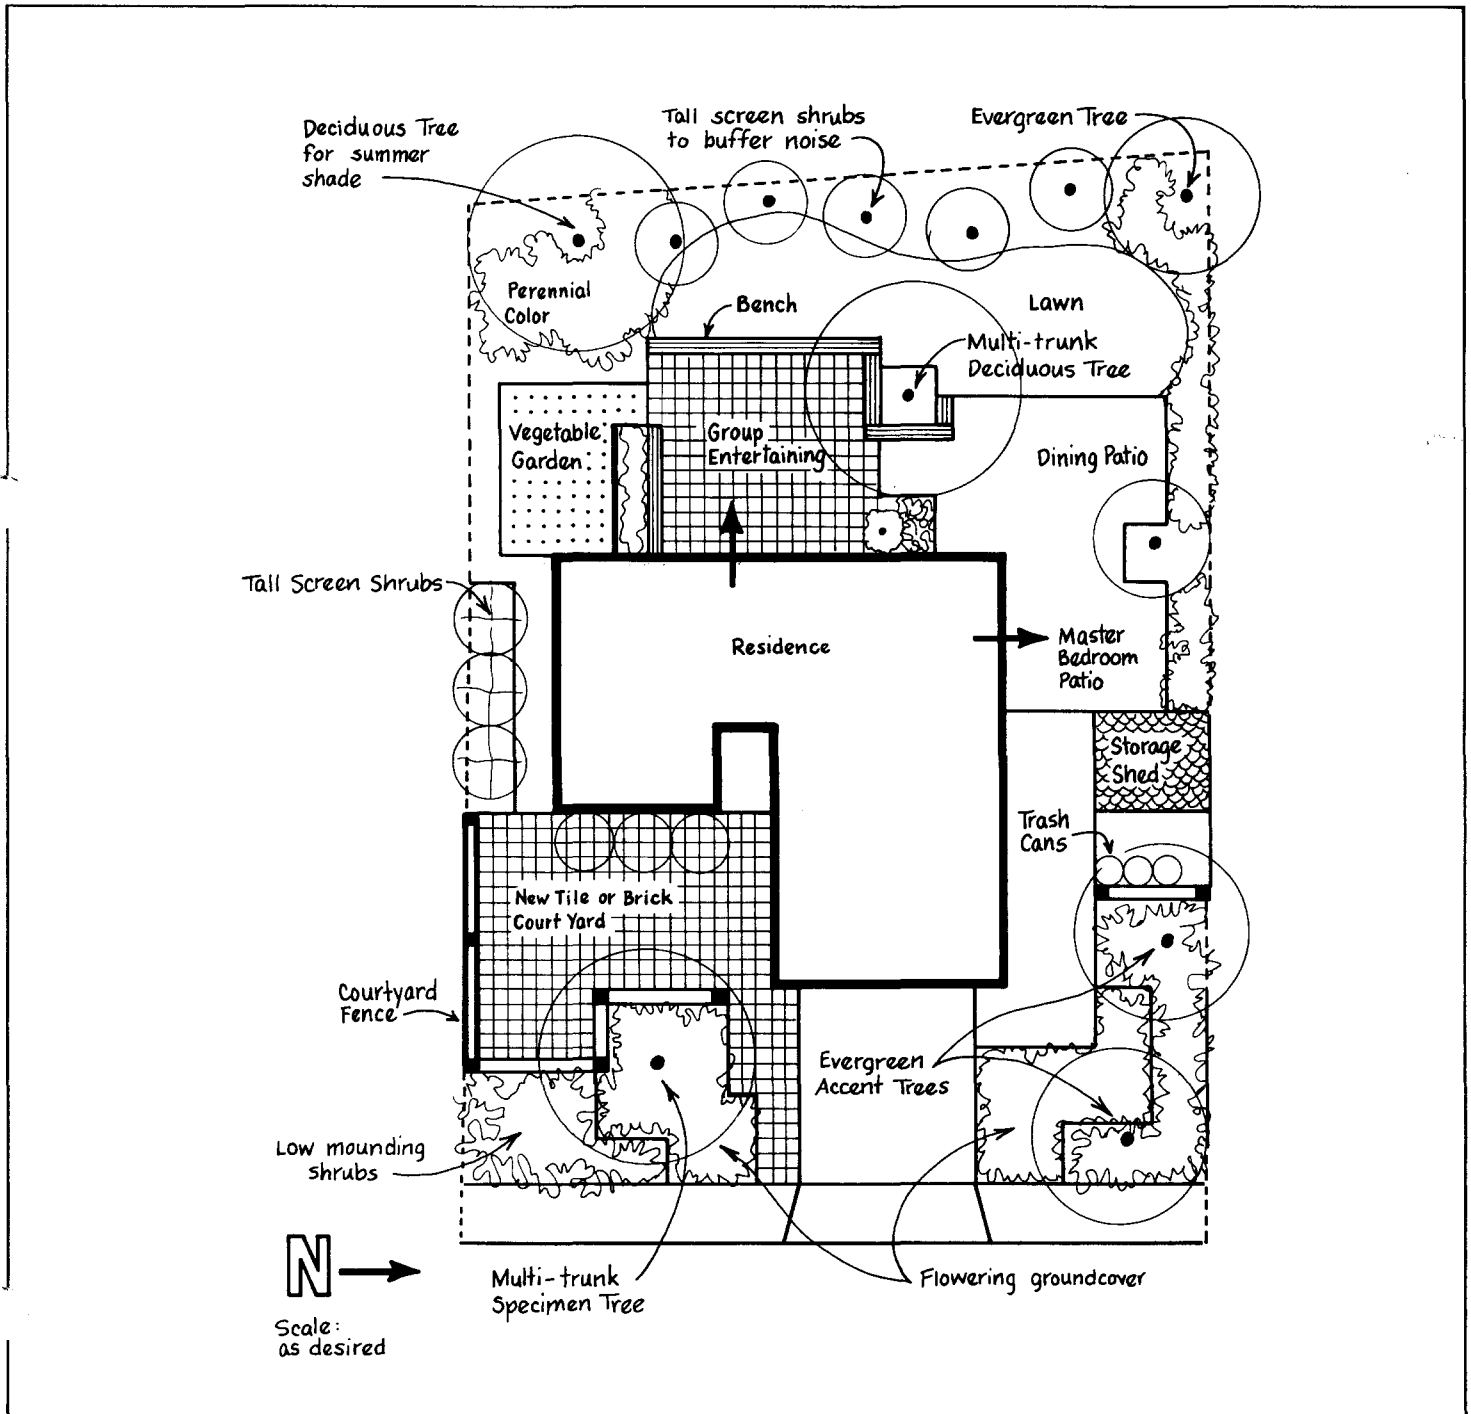 Deciduous Tree
for summer
shade
Tall screen shrubs
to buffer noise
Evergreen Tree
Perennial
Color
Bench
Lawn
Multi-trunk
Deciduous Tree
Vegetable
Garden
Group
Entertaining
Dining Patio
Tall Screen Shrubs
Residence
Master
Bedroom
Patio
Storage
Shed
Trash
Cans
New Tile or Brick
Court Yard
Courtyard
Fence
Evergreen
Accent Trees
Low mounding
shrubs
N
Multi-trunk
Specimen Tree
Flowering groundcover
Scale:
as desired